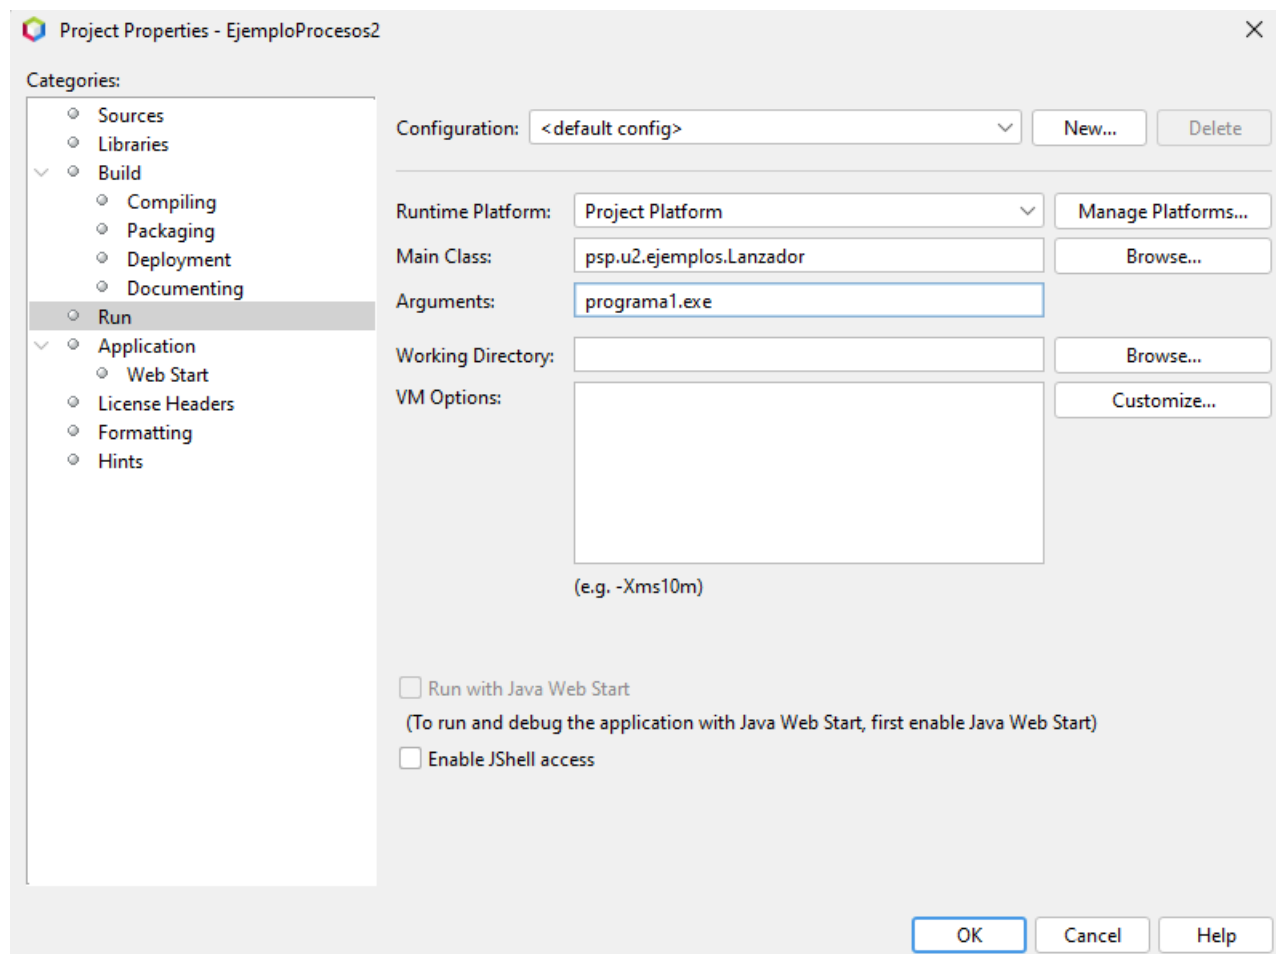 Project Properties - EjemploProcesos2
Categories:
Sources
Libraries
Build
Compiling
Packaging
Deployment
Documenting
Run
Application
Web Start
License Headers
Formatting
Hints
Configuration: <default config> New... Delete
Runtime Platform: Project Platform Manage Platforms...
Main Class: psp.u2.ejemplos.Lanzador Browse...
Arguments: programa1.exe
Working Directory: Browse...
VM Options: Customize...
(e.g. -Xms10m)
Run with Java Web Start
(To run and debug the application with Java Web Start, first enable Java Web Start)
Enable JShell access
OK Cancel Help